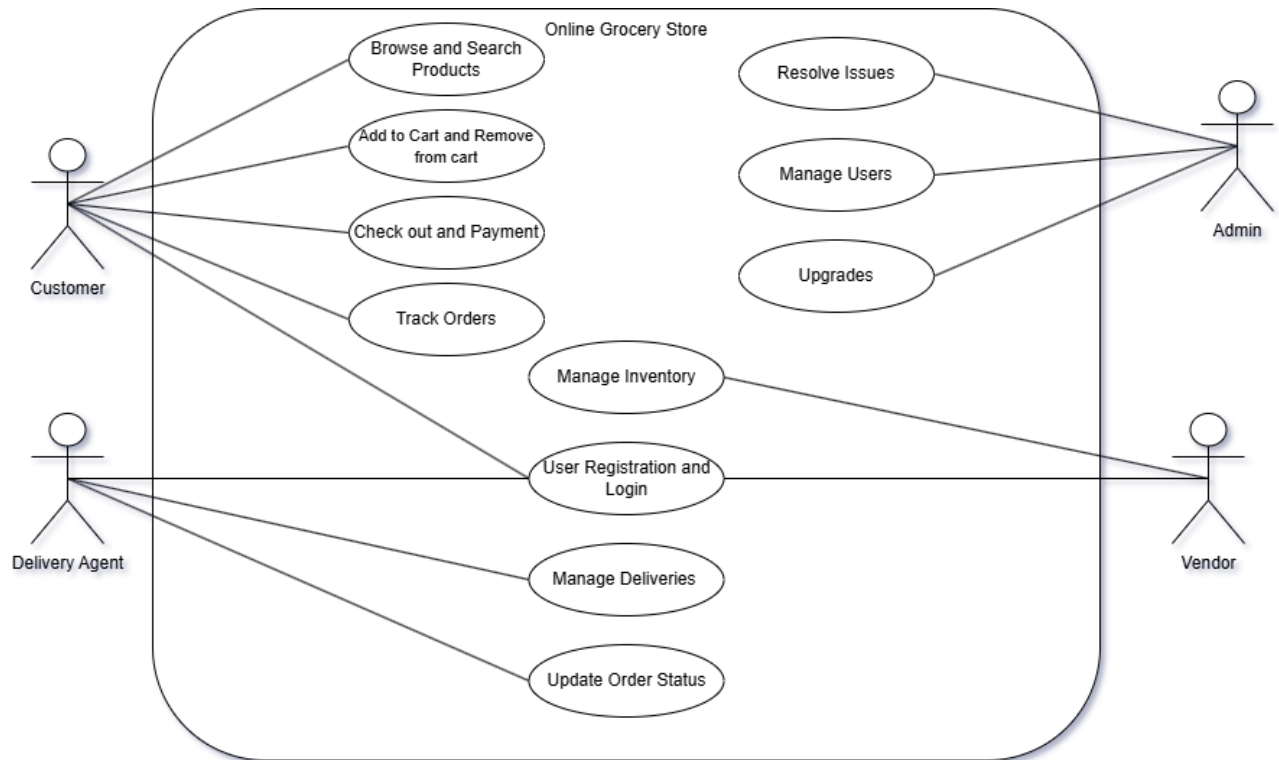 Online Grocery Store
Browse and Search
Products
Resolve Issues
Add to Cart and Remove
from cart
Manage Users
Check out and Payment
Admin
Customer
Upgrades
Track Orders
Manage Inventory
User Registration and
Login
Delivery Agent
Vendor
Manage Deliveries
Update Order Status